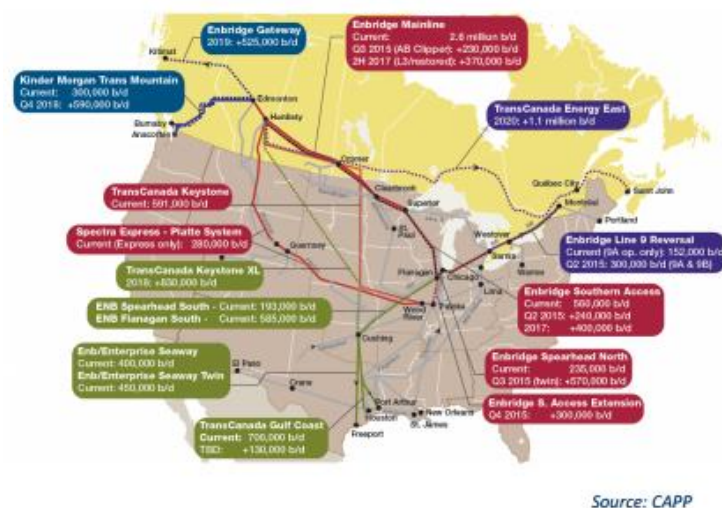 Enbridge Gateway
2019: +525,000 b/d
Enbridge Mainline
Current: 2.6 million b/d
Q3 2015 (AB Clipper): +230,000 b/d
2H 2017 (L3/restored): +370,000 b/d
Kitimat
Kinder Morgan Trans Mountain
Current: 300,000 b/d
Q4 2018: +590,000 b/d
Edmonton
Hardisty
Burnaby
Anacortes
TransCanada Energy East
2020: +1.1 million b/d
Cromer
Clearbrook
Superior
Québec City
Montréal
Saint John
Portland
TransCanada Keystone
Current: 591,000 b/d
St.
Paul
Spectra Express - Platte System
Current (Express only): 280,000 b/d
Guernsey
TransCanada Keystone XL
2018: +830,000 b/d
Westover
Sarnia
Warren
Flanagan
Chicago
Lima
Enbridge Line 9 Reversal
Current (9A op. only): 152,000 b/d
Q2 2015: 300,000 b/d (9A & 9B)
ENB Spearhead South - Current: 193,000 b/d
ENB Flanagan South - Current: 585,000 b/d
Wood
River
Patoka
Enbridge Southern Access
Current: 560,000 b/d
Q2 2015: +240,000 b/d
2017: +400,000 b/d
Cushing
Enb/Enterprise Seaway
Current: 400,000 b/d
Enb/Enterprise Seaway Twin
Current: 450,000 b/d
El Paso
Crane
Enbridge Spearhead North
Current: 235,000 b/d
Q3 2015 (twin): +570,000 b/d
Enbridge S. Access Extension
Q4 2015: +300,000 b/d
TransCanada Gulf Coast
Current: 700,000 b/d
TBD: +130,000 b/d
Port Arthur
Houston
Freeport
New Orleans
St. James
Source: CAPP